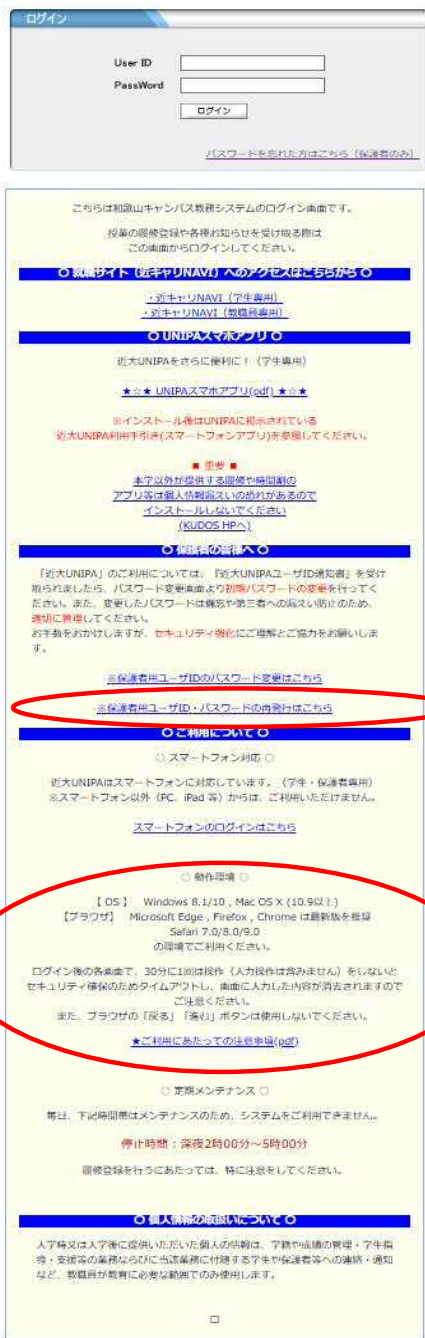 ログイン
User ID
PassWord
ログイン
パスワードを忘れた方はこちら（保護者のみ）
こちらは和歌山キャンパス教務システムのログイン画面です。
授業の履修登録や各種お知らせを受け取る際は
この画面からログインしてください。
○ 就職サイト（近キャリNAVI）へのアクセスはこちらから ○
・近キャリNAVI（学生専用）
・近キャリNAVI（教職員専用）
○ UNIPAスマホアプリ ○
近大UNIPAをさらに便利に！（学生専用）
★☆★ UNIPAスマホアプリ(pdf) ★☆★
※インストール後はUNIPAに掲示されている
近大UNIPA利用手引き(スマートフォンアプリ)を参照してください。
■ 重要 ■
本学以外が提供する履修や時間割の
アプリ等は個人情報漏えいの恐れがあるので
インストールしないでください
(KUDOS HPへ)
○ 保護者の皆様へ ○
「近大UNIPA」のご利用については、『近大UNIPAユーザID通知書』を受け
取られましたら、パスワード変更画面より初期パスワードの変更を行ってく
ださい。また、変更したパスワードは備忘や第三者への漏えい防止のため、
適切に管理してください。
お手数をおかけしますが、セキュリティ強化にご理解とご協力をお願いしま
す。
※保護者用ユーザIDのパスワード変更はこちら
※保護者用ユーザID・パスワードの再発行はこちら
○ ご利用について ○
○ スマートフォン対応 ○
近大UNIPAはスマートフォンに対応しています。（学生・保護者専用）
※スマートフォン以外（PC、iPad 等）からは、ご利用いただけません。
スマートフォンのログインはこちら
○ 動作環境 ○
【 OS 】 Windows 8.1/10 , Mac OS X (10.9以上)
【ブラウザ】 Microsoft Edge , Firefox , Chrome は最新版を推奨
Safari 7.0/8.0/9.0
の環境でご利用ください。
ログイン後の各画面で、30分に1回は操作（入力操作は含みません）をしないと
セキュリティ確保のためタイムアウトし、画面に入力した内容が消去されますので
ご注意ください。
また、ブラウザの「戻る」「進む」ボタンは使用しないでください。
★ご利用にあたっての注意事項(pdf)
○ 定期メンテナンス ○
毎日、下記時間帯はメンテナンスのため、システムをご利用できません。
停止時間：深夜2時00分～5時00分
履修登録を行うにあたっては、特に注意をしてください。
○ 個人情報の取扱いについて ○
入学時又は入学後に提供いただいた個人の情報は、学籍や成績の管理・学生指
導・支援等の業務ならびに当該業務に付随する学生や保護者等への連絡・通知
など、教職員が教育に必要な範囲でのみ使用します。